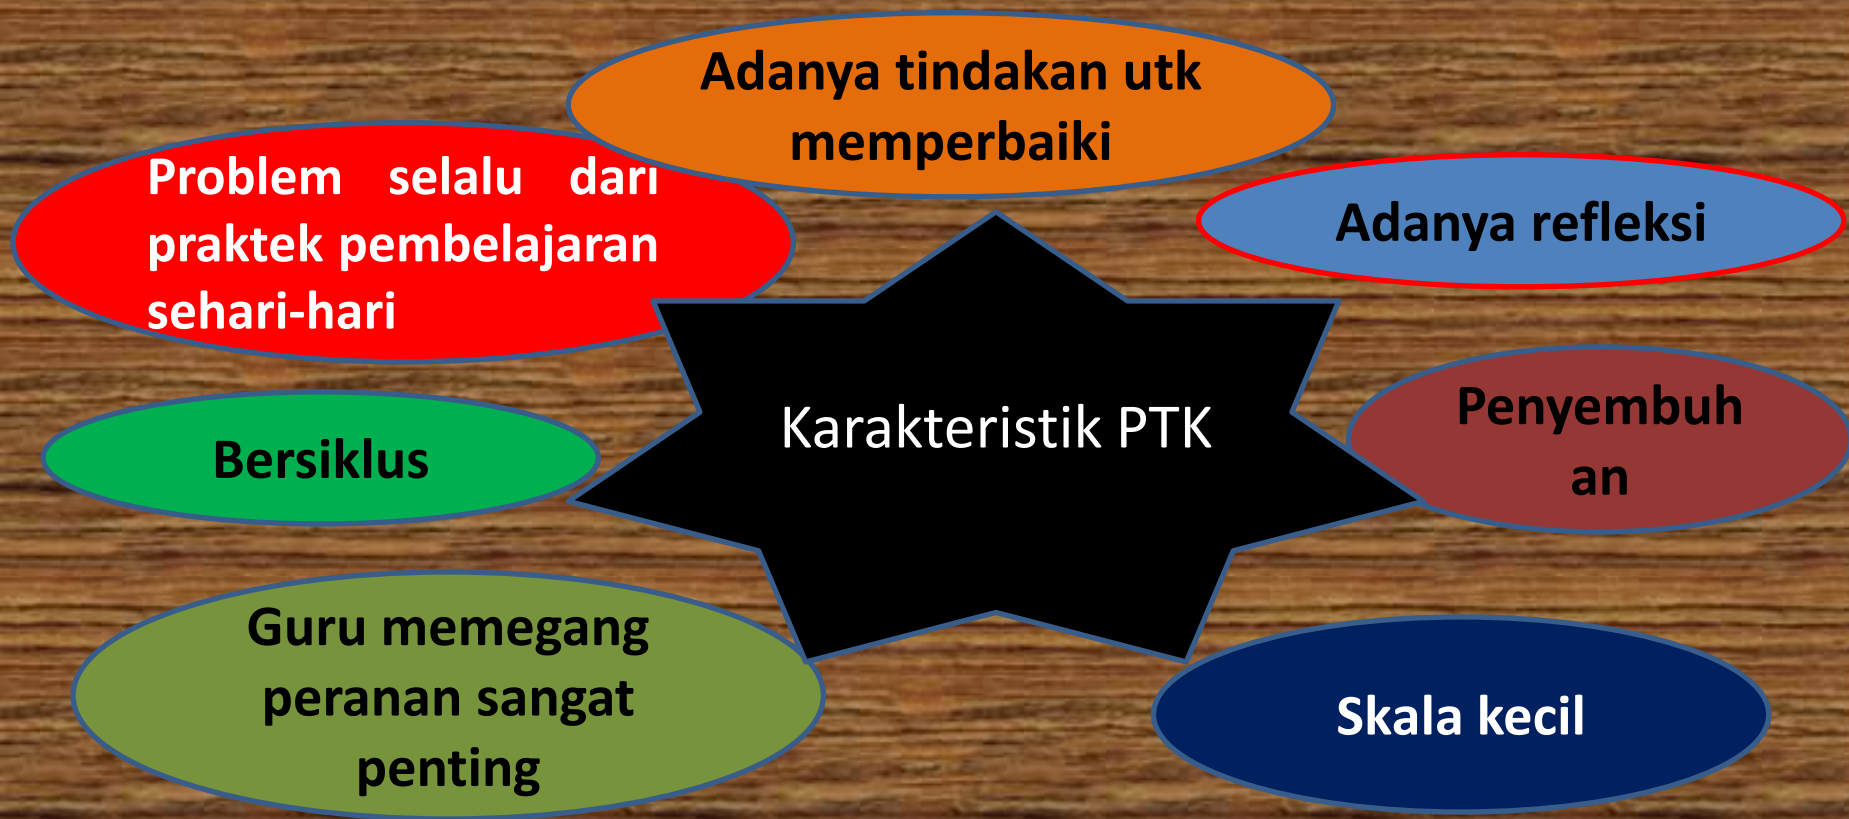 Adanya tindakan utk
memperbaiki
Problem selalu dari
praktek pembelajaran
sehari-hari
Adanya refleksi
Karakteristik PTK
Penyembuh
an
Bersiklus
Guru memegang
peranan sangat
penting
Skala kecil